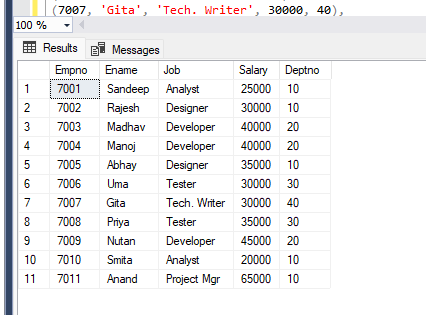 (7007, 'Gita', 'Tech. Writer', 30000, 40),
100 %
Results Messages
Empno Ename Job Salary Deptno
1 7001 Sandeep Analyst 25000 10
2 7002 Rajesh Designer 30000 10
3 7003 Madhav Developer 40000 20
4 7004 Manoj Developer 40000 20
5 7005 Abhay Designer 35000 10
6 7006 Uma Tester 30000 30
7 7007 Gita Tech. Writer 30000 40
8 7008 Priya Tester 35000 30
9 7009 Nutan Developer 45000 20
10 7010 Smita Analyst 20000 10
11 7011 Anand Project Mgr 65000 10